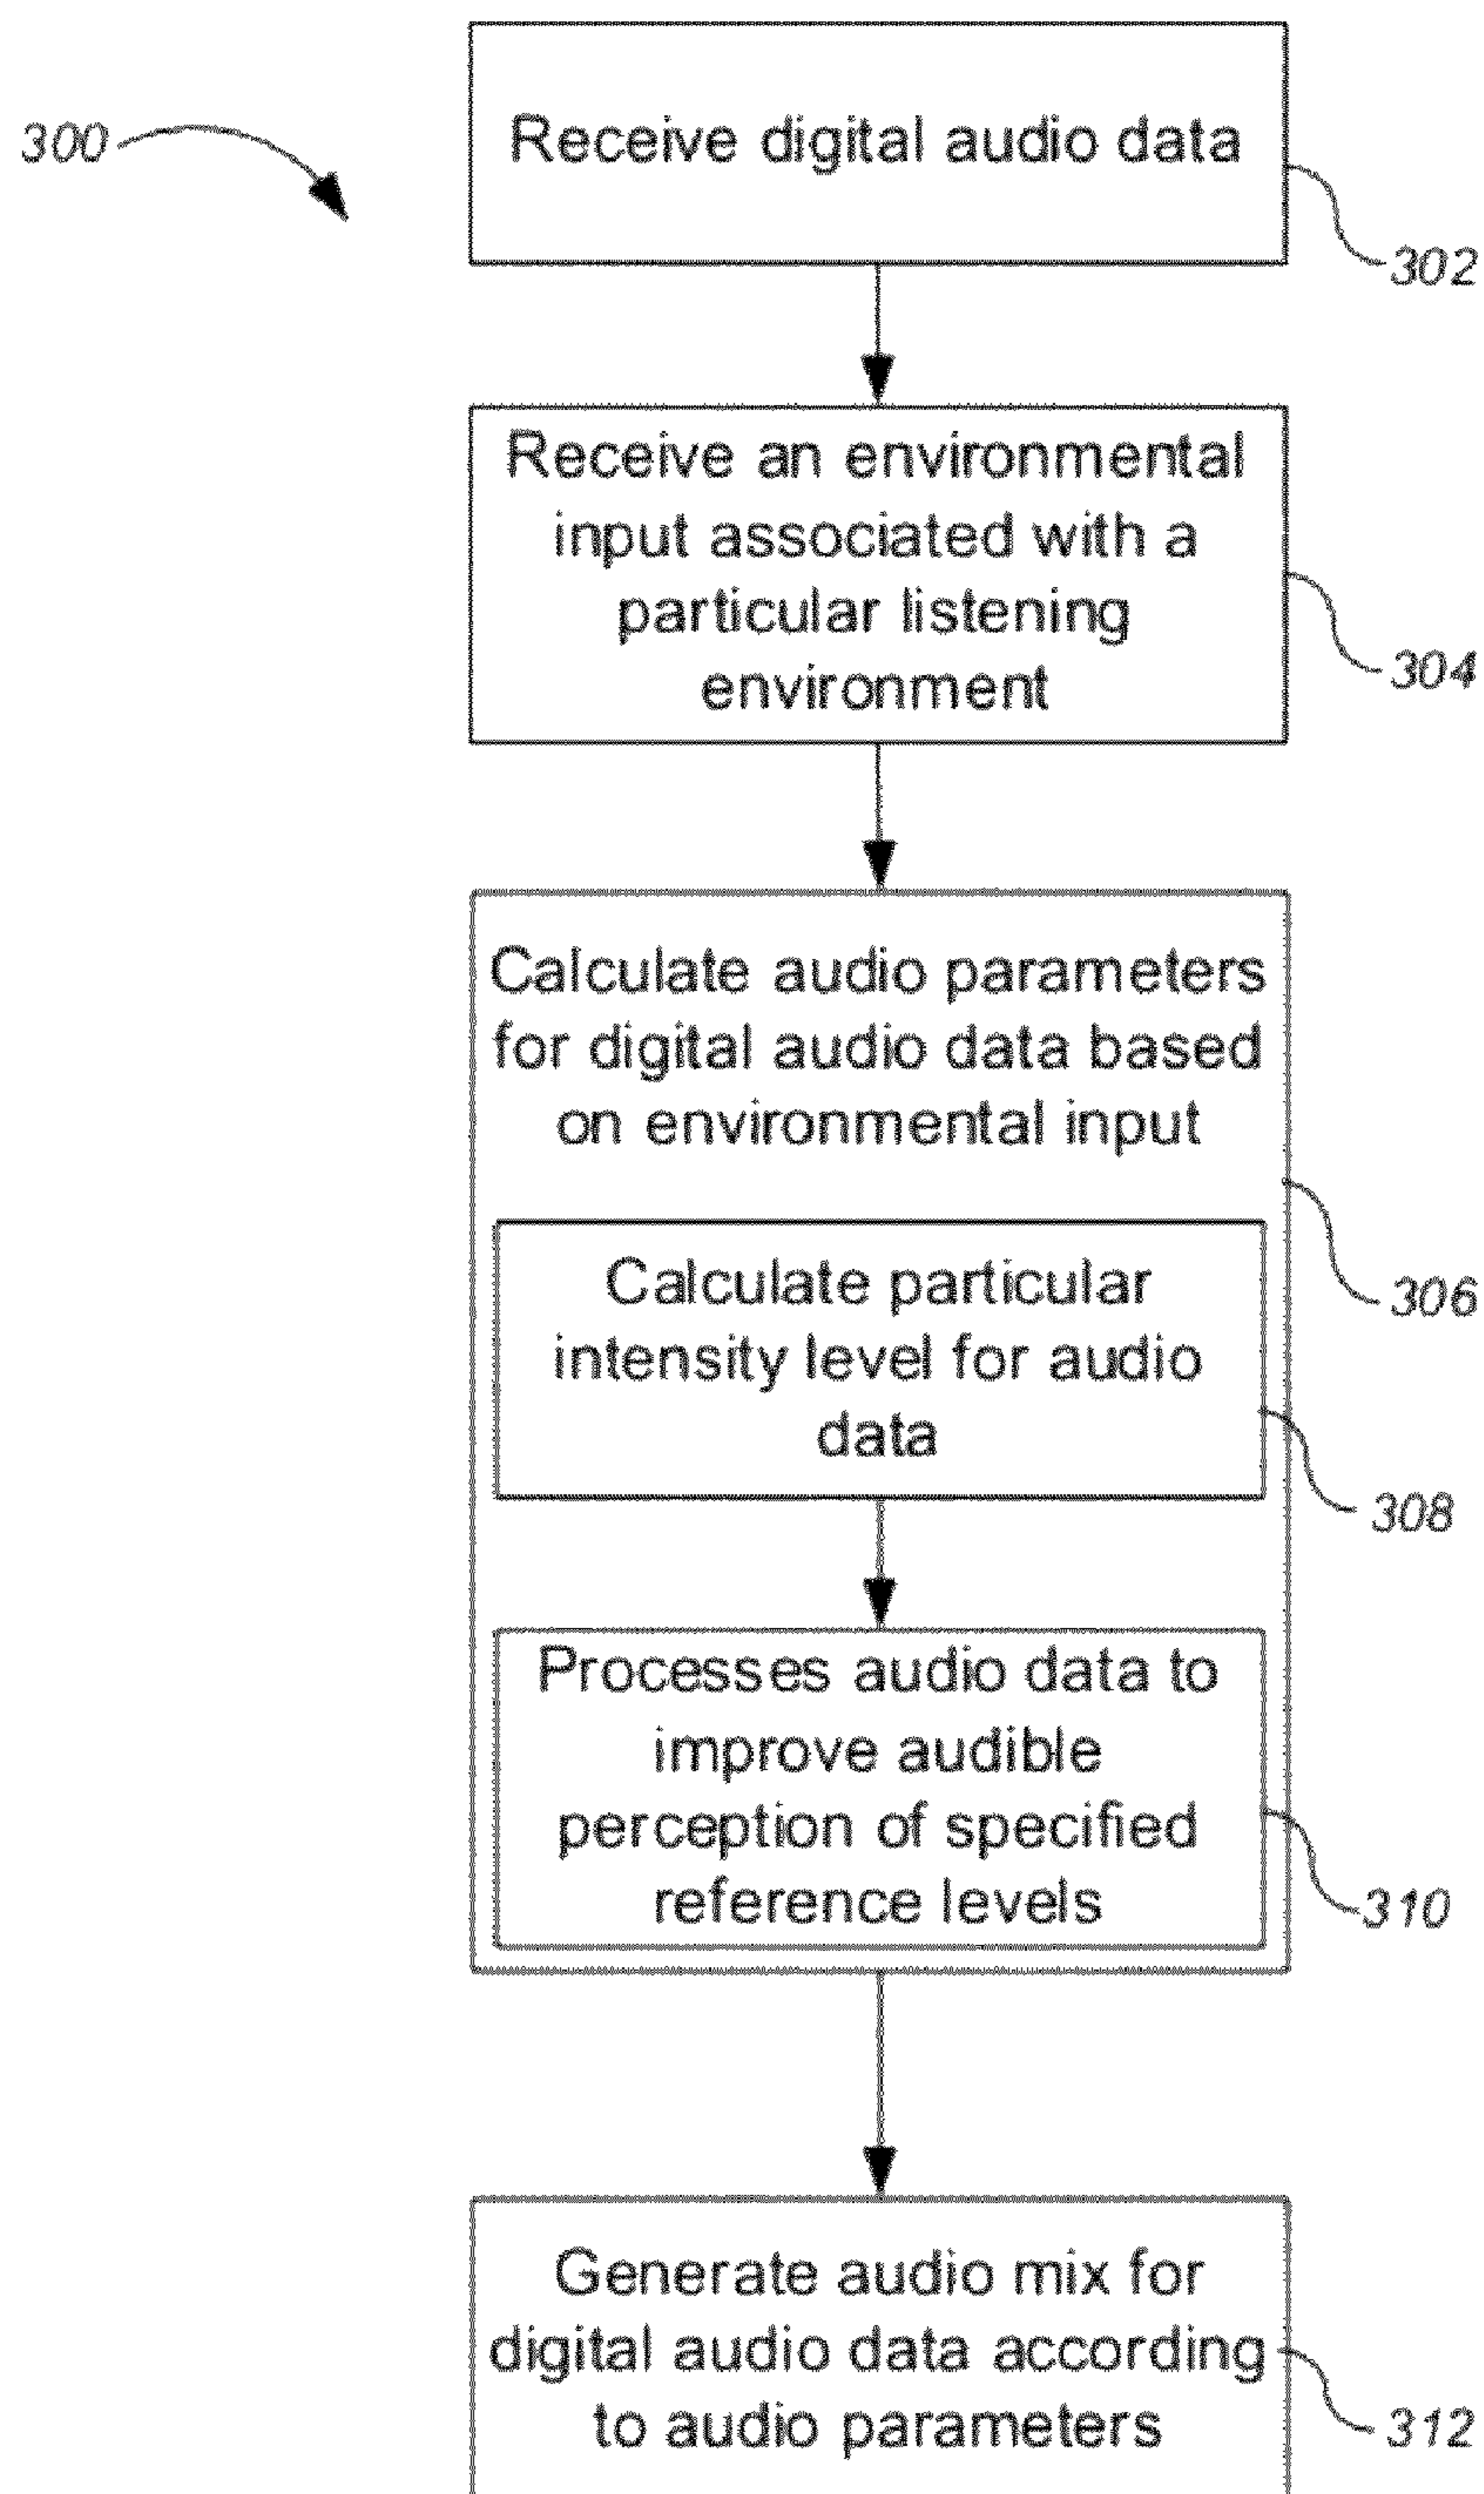 300
Receive digital audio data
302
Receive an environmental
input associated with a
particular listening
environment
304
Calculate audio parameters
for digital audio data based
on environmental input
306
Calculate particular
intensity level for audio
data
308
Processes audio data to
improve audible
perception of specified
reference levels
310
Generate audio mix for
digital audio data according
to audio parameters
312